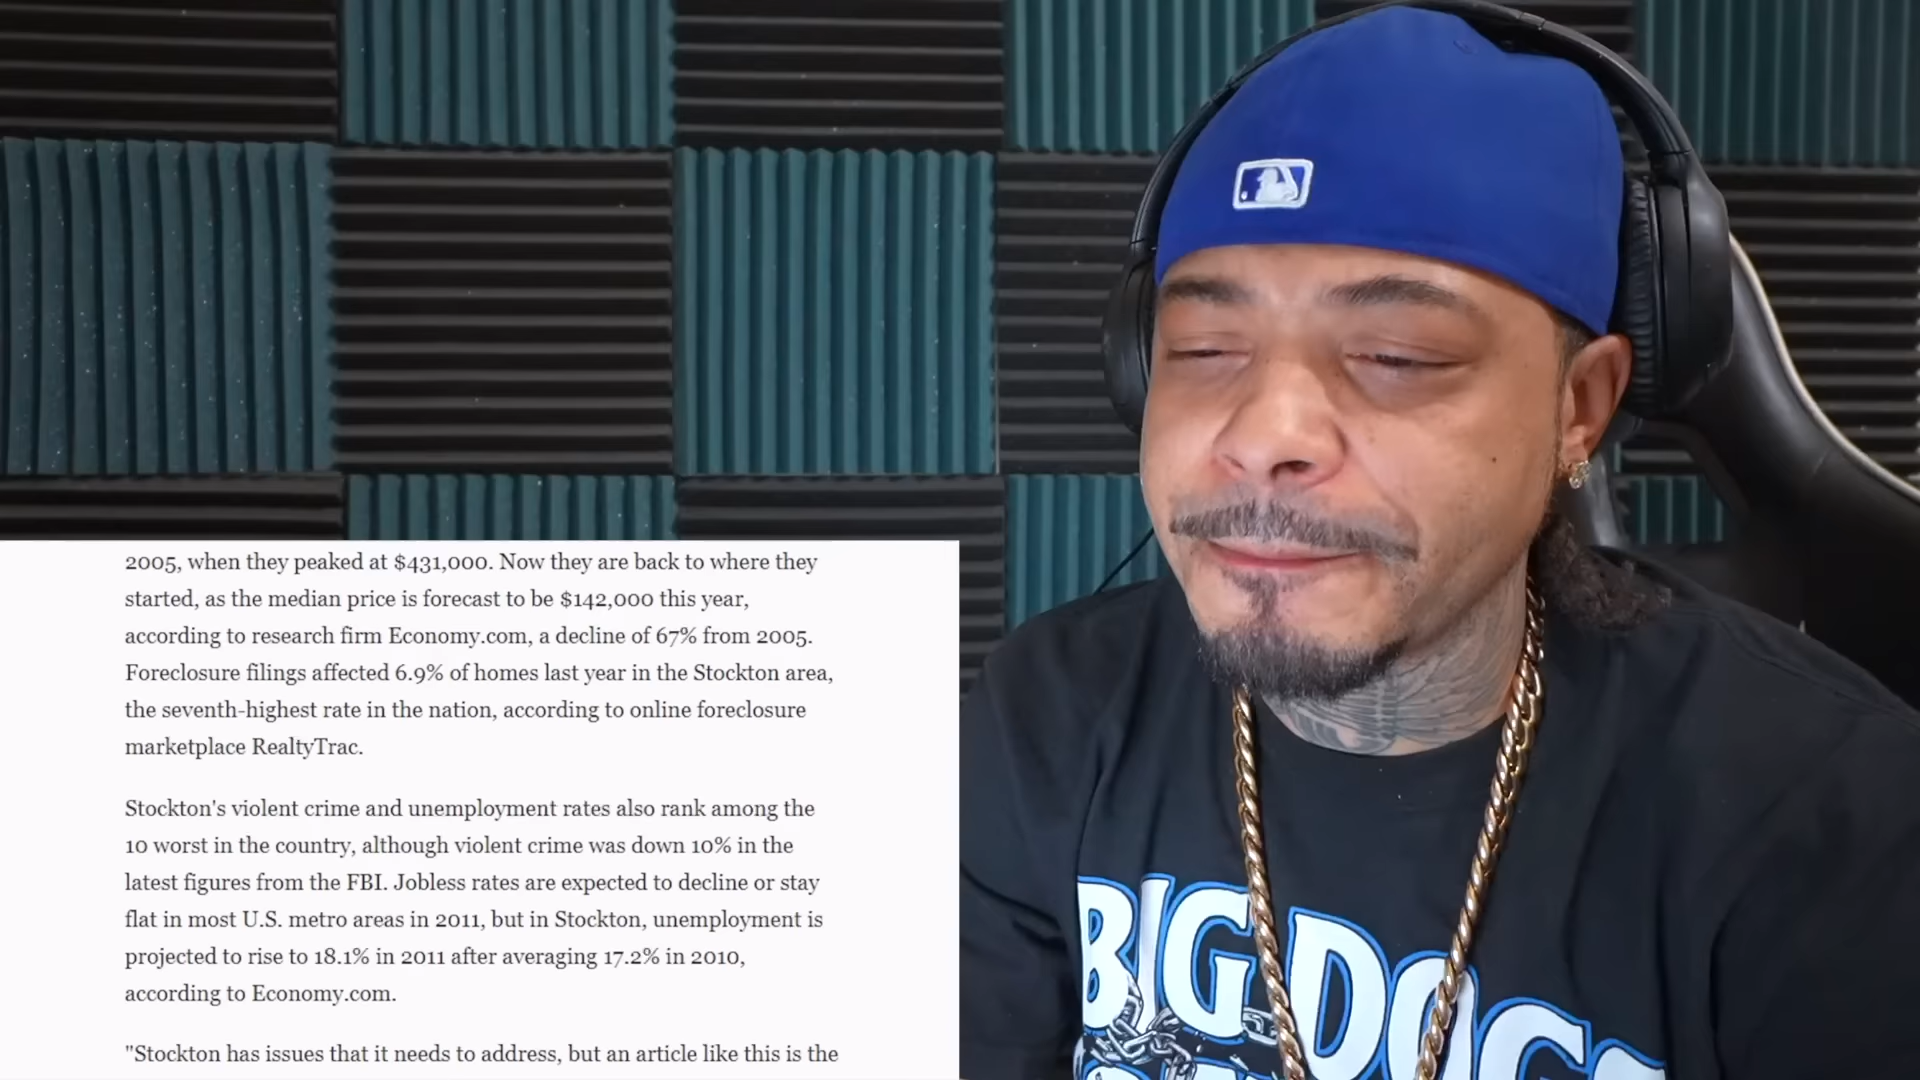 2005, when they peaked at $431,000. Now they are back to where they
started, as the median price is forecast to be $142,000 this year,
according to research firm Economy.com, a decline of 67% from 2005.
Foreclosure filings affected 6.9% of homes last year in the Stockton area,
the seventh-highest rate in the nation, according to online foreclosure
marketplace RealtyTrac.
Stockton's violent crime and unemployment rates also rank among the
10 worst in the country, although violent crime was down 10% in the
latest figures from the FBI. Jobless rates are expected to decline or stay
flat in most U.S. metro areas in 2011, but in Stockton, unemployment is
projected to rise to 18.1% in 2011 after averaging 17.2% in 2010,
according to Economy.com.
"Stockton has issues that it needs to address, but an article like this is the
BIG DOGS